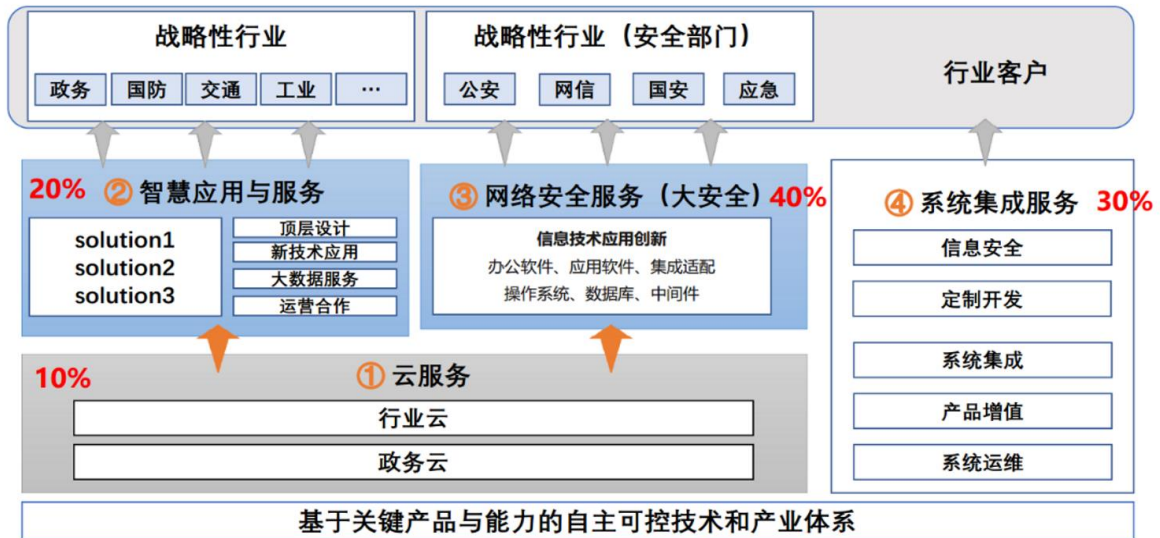 战略性行业
政务
国防
交通
工业
…
战略性行业（安全部门）
公安
网信
国安
应急
行业客户
20%
② 智慧应用与服务
solution1
solution2
solution3
顶层设计
新技术应用
大数据服务
运营合作
③ 网络安全服务（大安全）
40%
信息技术应用创新
办公软件、应用软件、集成适配
操作系统、数据库、中间件
④ 系统集成服务
30%
信息安全
定制开发
系统集成
产品增值
系统运维
10%
① 云服务
行业云
政务云
基于关键产品与能力的自主可控技术和产业体系